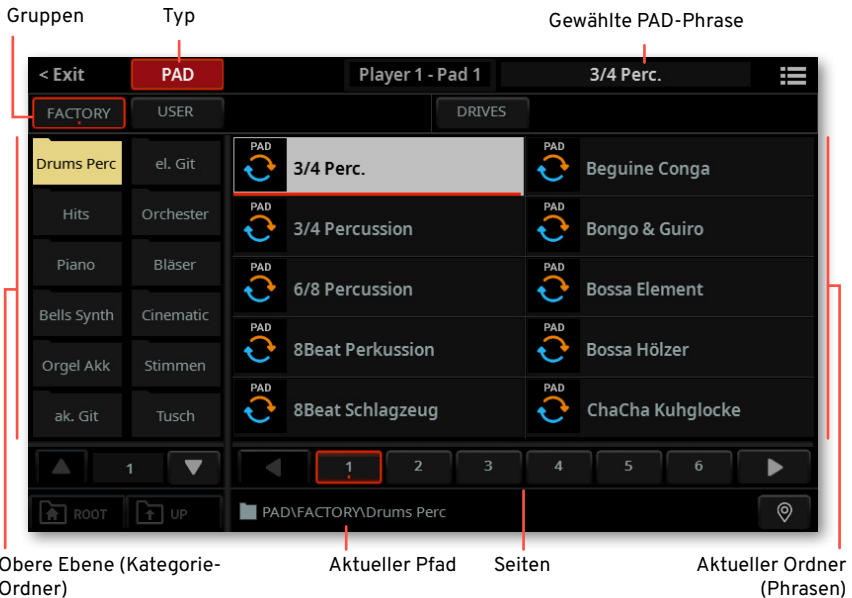 Gruppen Typ Gewählte PAD-Phrase
< Exit PAD Player 1 - Pad 1 3/4 Perc.
FACTORY USER DRIVES
Drums Perc el. Git PAD 3/4 Perc. PAD Beguine Conga
Hits Orchester PAD 3/4 Percussion PAD Bongo & Guiro
Piano Bläser PAD 6/8 Percussion PAD Bossa Element
Bells Synth Cinematic PAD 8Beat Perkussion PAD Bossa Hölzer
Orgel Akk Stimmen PAD 8Beat Schlagzeug PAD ChaCha Kuhglocke
ak. Git Tusch
1 1 2 3 4 5 6
ROOT UP PAD\FACTORY\Drums Perc
Obere Ebene (Kategorie- Aktueller Pfad Seiten Aktueller Ordner
Ordner) (Phrasen)